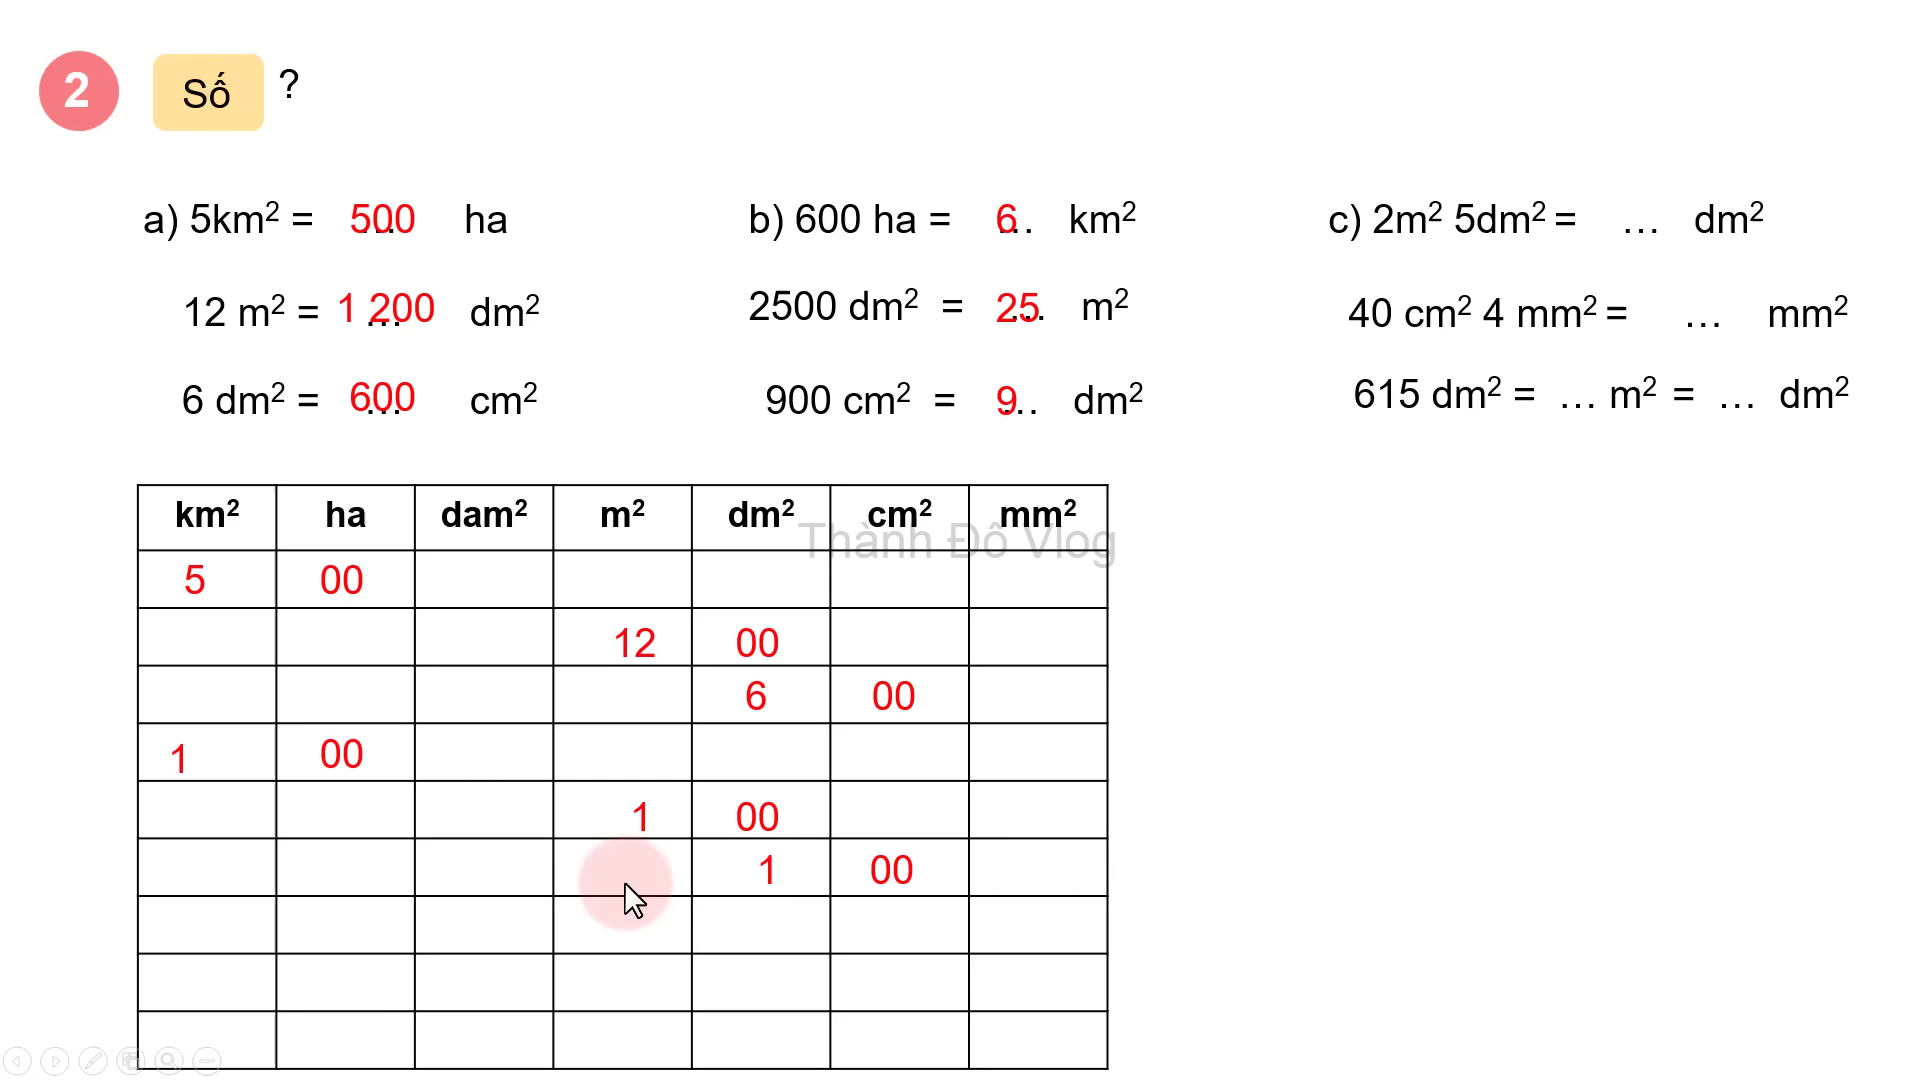 2 Số ?
a) 5km² = 500 ... ha
b) 600 ha = 6 ... km²
c) 2m² 5dm² = ... dm²
12 m² = 1 200 ... dm²
2500 dm² = 25 ... m²
40 cm² 4 mm² = ... mm²
6 dm² = 600 ... cm²
900 cm² = 9 ... dm²
615 dm² = ... m² = ... dm²
km² ha dam² m² dm² cm² mm²
Thành Đô Vlog
5 00
12 00
6 00
1 00
1 00
1 00